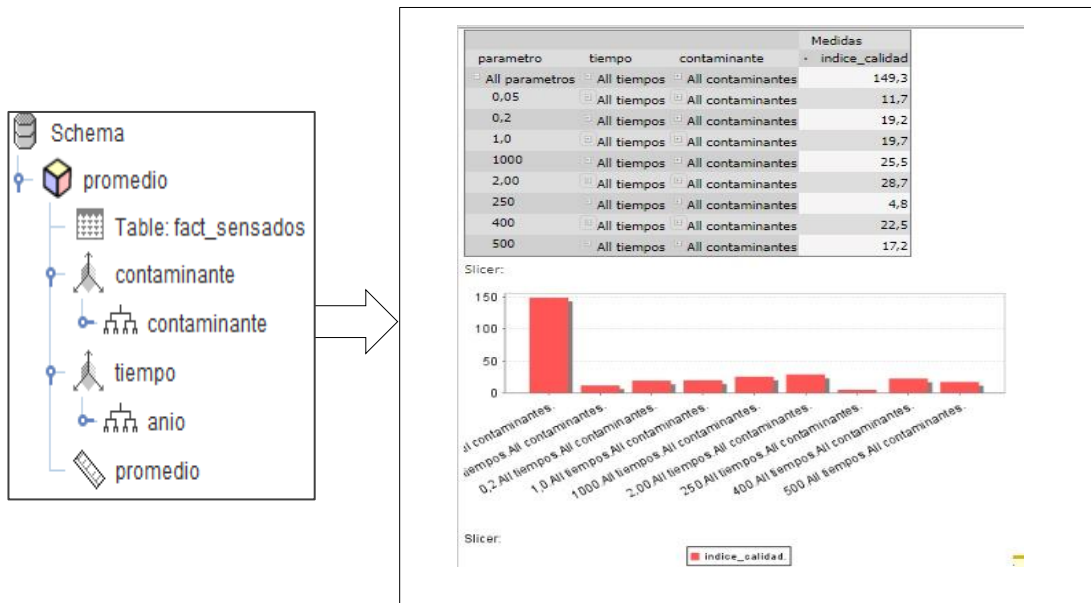 Schema
promedio
Table: fact_sensados
contaminante
contaminante
tiempo
anio
promedio
Medidas
parametro tiempo contaminante indice_calidad
All parametros All tiempos All contaminantes 149,3
0,05 All tiempos All contaminantes 11,7
0,2 All tiempos All contaminantes 19,2
1,0 All tiempos All contaminantes 19,7
1000 All tiempos All contaminantes 25,5
2,00 All tiempos All contaminantes 28,7
250 All tiempos All contaminantes 4,8
400 All tiempos All contaminantes 22,5
500 All tiempos All contaminantes 17,2
Slicer:
150
100
50
0
contaminantes.
All contaminantes.
0,2 All tiempos.All contaminantes.
1,0 All tiempos.All contaminantes.
1000 All tiempos.All contaminantes.
2,00 All tiempos.All contaminantes.
250 All tiempos.All contaminantes.
400 All tiempos.All contaminantes.
500 All tiempos.All contaminantes.
Slicer:
indice_calidad.